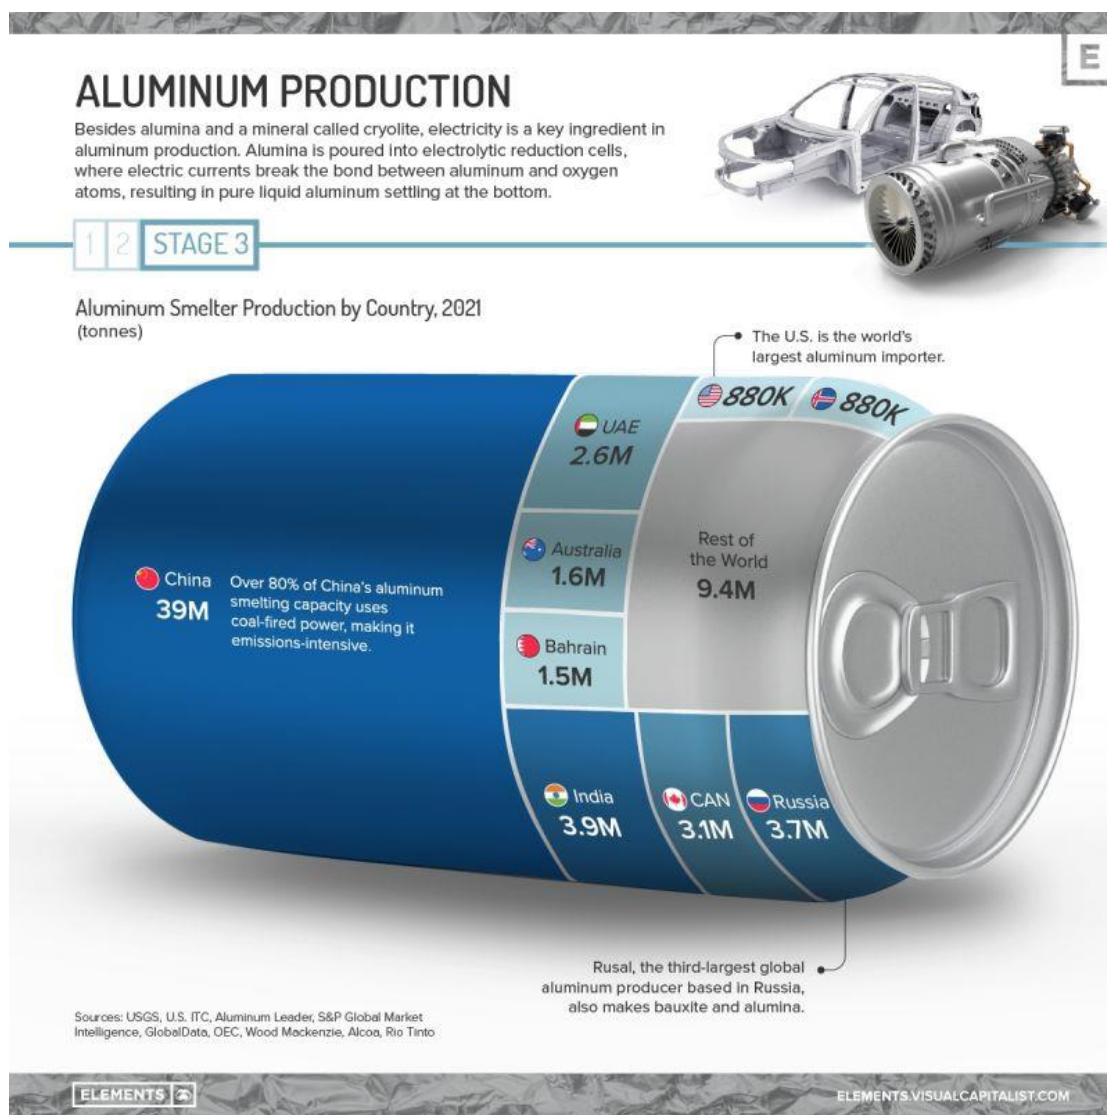 E
ALUMINUM PRODUCTION
Besides alumina and a mineral called cryolite, electricity is a key ingredient in
aluminum production. Alumina is poured into electrolytic reduction cells,
where electric currents break the bond between aluminum and oxygen
atoms, resulting in pure liquid aluminum settling at the bottom.
1 2 STAGE 3
Aluminum Smelter Production by Country, 2021
(tonnes)
The U.S. is the world's
largest aluminum importer.
880K
880K
UAE
2.6M
Australia
1.6M
Bahrain
1.5M
Rest of
the World
9.4M
China
39M
Over 80% of China's aluminum
smelting capacity uses
coal-fired power, making it
emissions-intensive.
India
3.9M
CAN
3.1M
Russia
3.7M
Rusal, the third-largest global
aluminum producer based in Russia,
also makes bauxite and alumina.
Sources: USGS, U.S. ITC, Aluminum Leader, S&P Global Market
Intelligence, GlobalData, OEC, Wood Mackenzie, Alcoa, Rio Tinto
ELEMENTS
ELEMENTS.VISUALCAPITALIST.COM